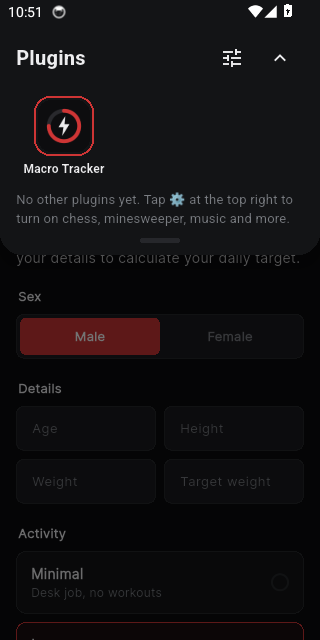 10:51
Plugins
Macro Tracker
No other plugins yet. Tap ⚙️ at the top right to
turn on chess, minesweeper, music and more.
your details to calculate your daily target.
Sex
Male Female
Details
Age Height
Weight Target weight
Activity
Minimal
Desk job, no workouts